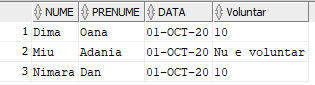 NUME PRENUME DATA Voluntar
1 Dima Oana 01-OCT-20 10
2 Miu Adania 01-OCT-20 Nu e voluntar
3 Nimara Dan 01-OCT-20 10